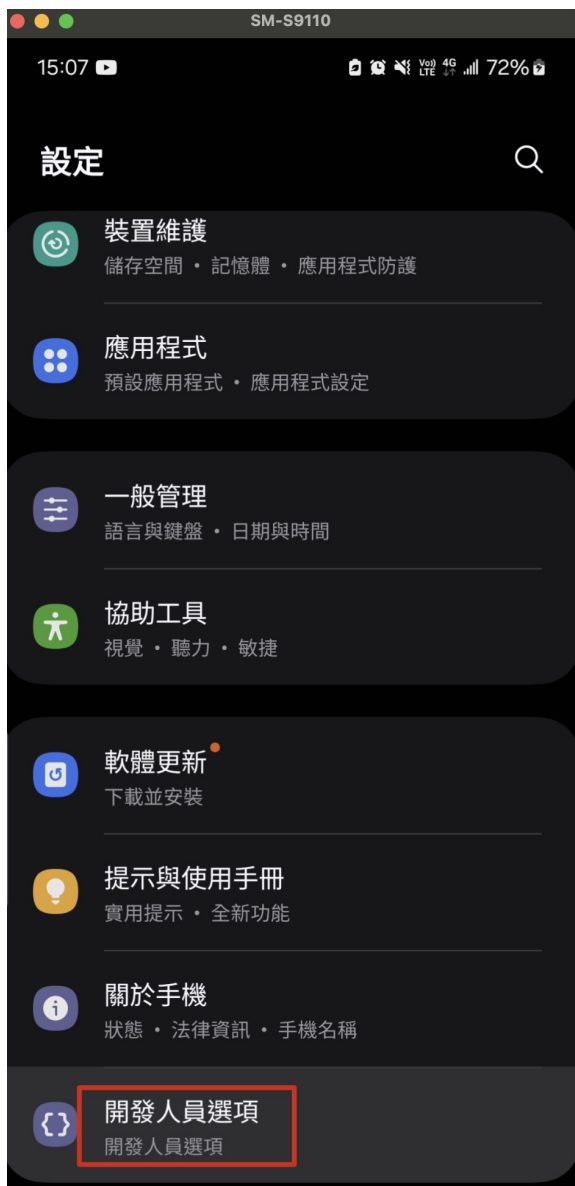 SM-S9110
15:07 Vo)) LTE 4G 72%
設定
裝置維護
儲存空間 • 記憶體 • 應用程式防護
應用程式
預設應用程式 • 應用程式設定
一般管理
語言與鍵盤 • 日期與時間
協助工具
視覺 • 聽力 • 敏捷
軟體更新
下載並安裝
提示與使用手冊
實用提示 • 全新功能
關於手機
狀態 • 法律資訊 • 手機名稱
開發人員選項
開發人員選項